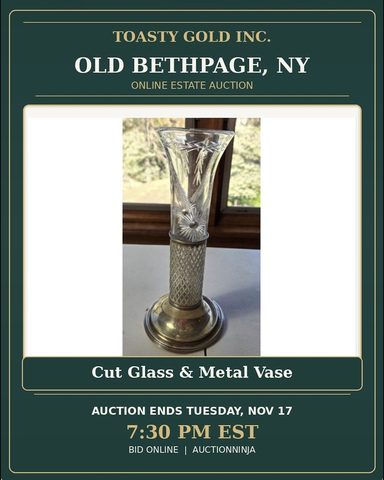 TOASTY GOLD INC.
OLD BETHPAGE, NY
ONLINE ESTATE AUCTION
Cut Glass & Metal Vase
AUCTION ENDS TUESDAY, NOV 17
7:30 PM EST
BID ONLINE | AUCTIONNINJA